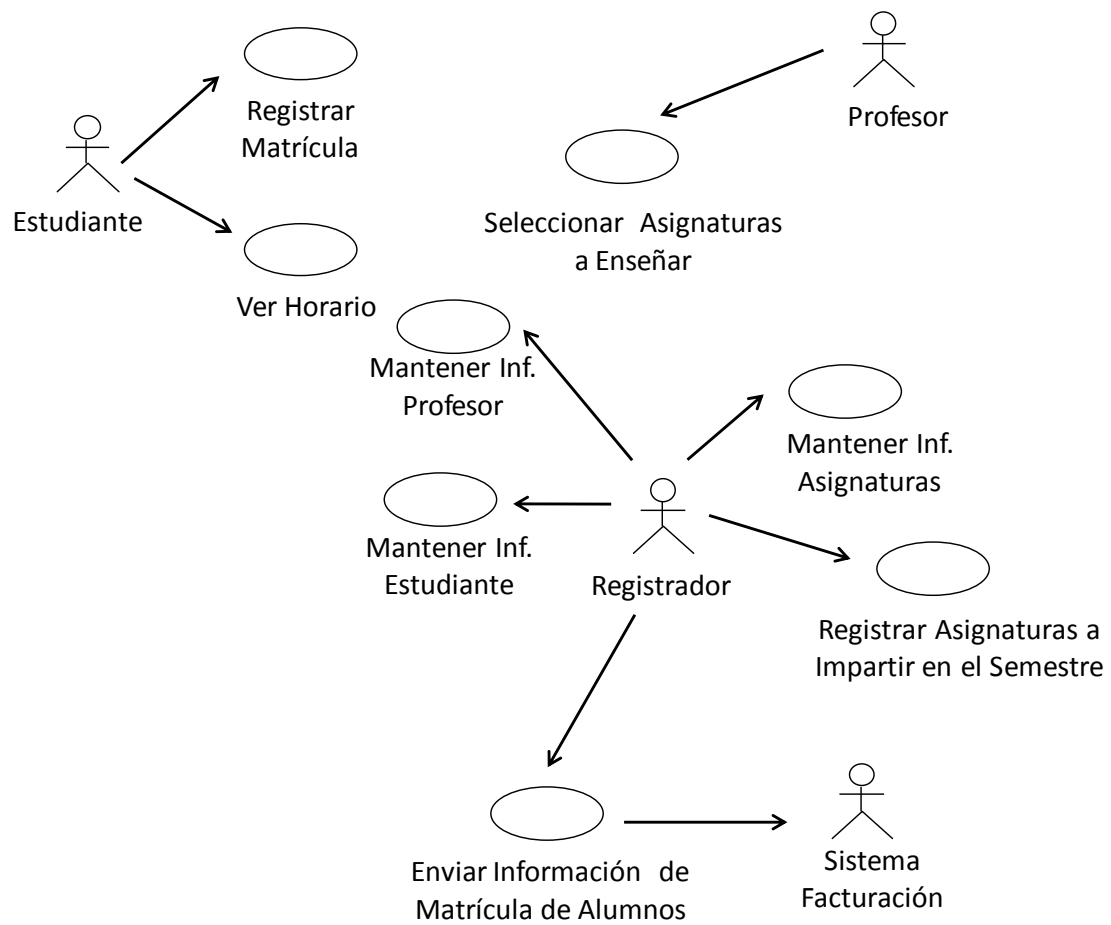 Registrar
Matrícula
Profesor
Estudiante
Seleccionar Asignaturas
a Enseñar
Ver Horario
Mantener Inf.
Profesor
Mantener Inf.
Asignaturas
Mantener Inf.
Estudiante
Registrador
Registrar Asignaturas a
Impartir en el Semestre
Enviar Información de
Matrícula de Alumnos
Sistema
Facturación